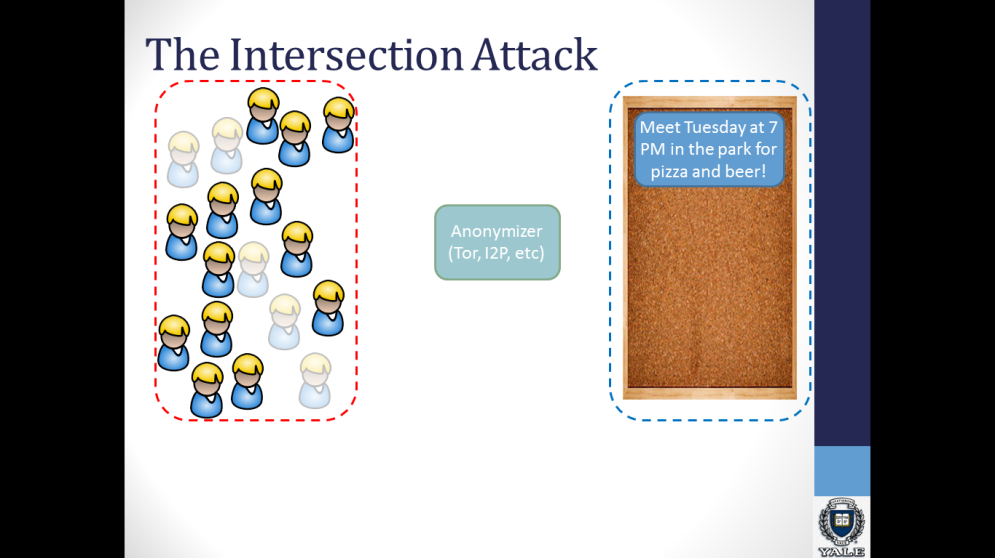 The Intersection Attack
Meet Tuesday at 7
PM in the park for
pizza and beer!
Anonymizer
(Tor, I2P, etc)
YALE